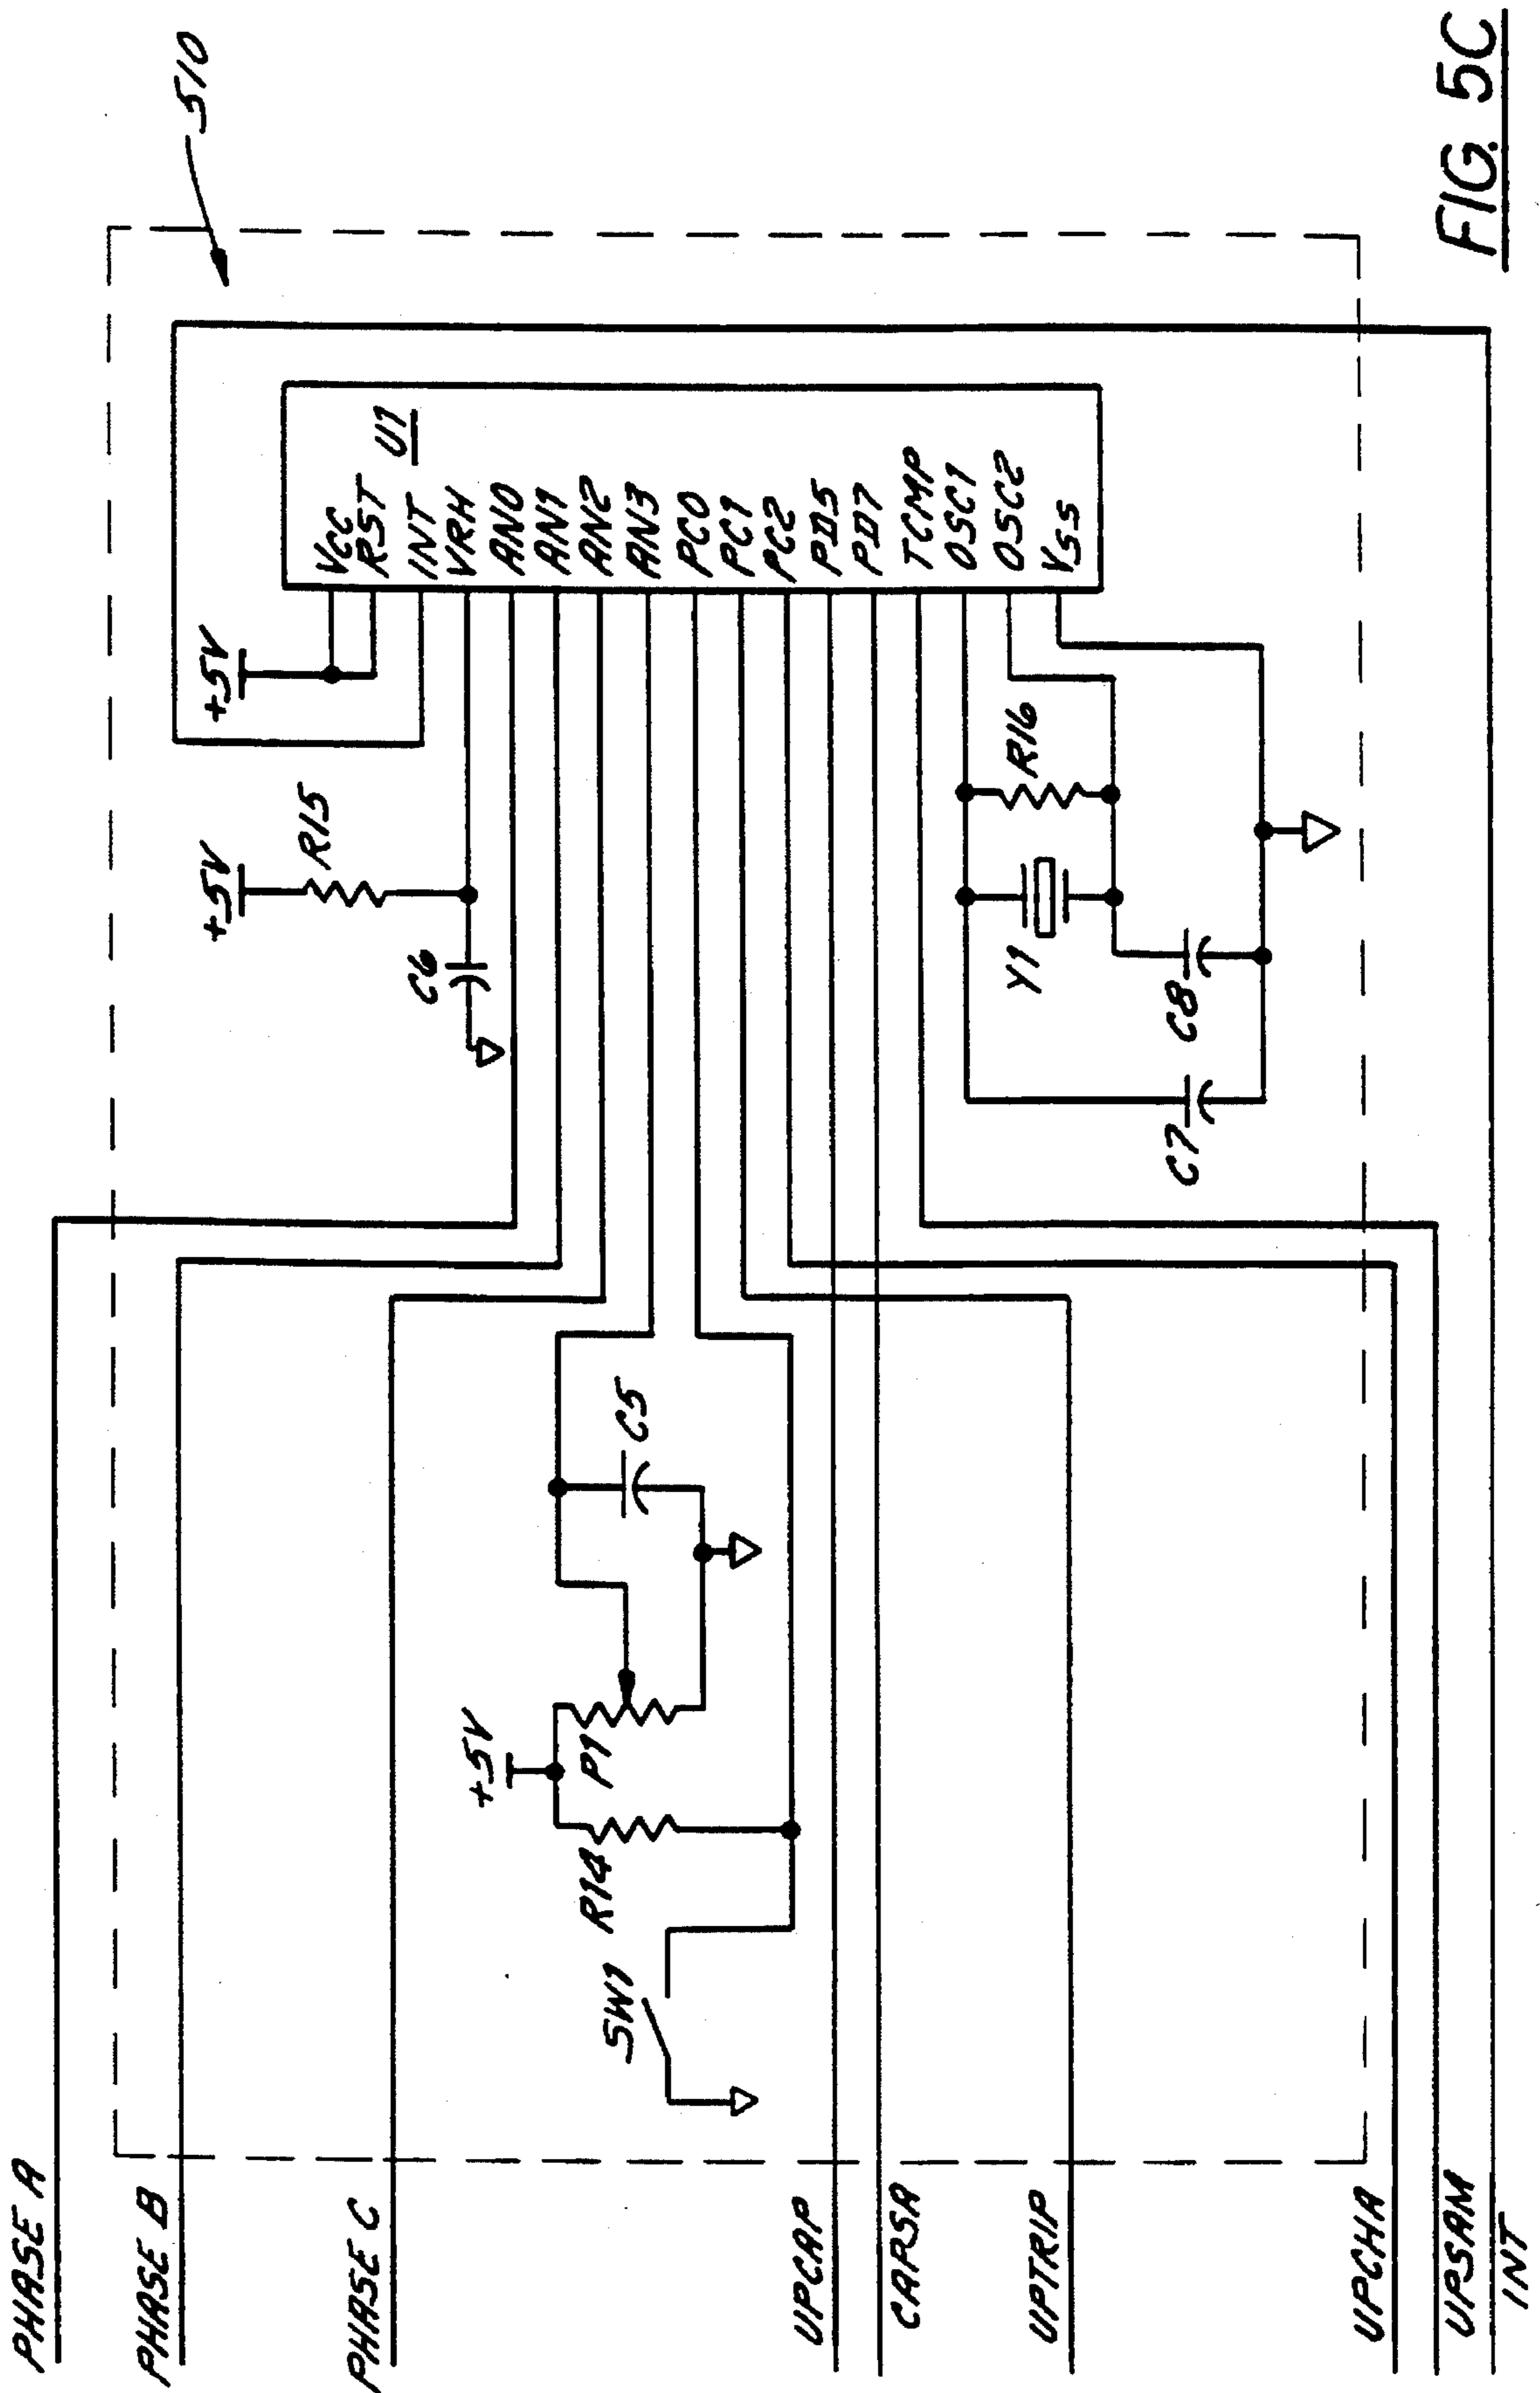 PHASE A
PHASE B
PHASE C
UPCAP
CAPSA
UPTRIP
UPCHA
UPSAM
INT
SW1
R14
+5V
P1
C5
+5V
R15
C6
+5V
C7
C8
Y1
R16
U1
VCC
RST
INT
VRH
AN0
AN1
AN2
AN3
PC0
PC1
PC2
PD5
PD7
TCMP
OSC1
OSC2
VSS
510
FIG. 5C